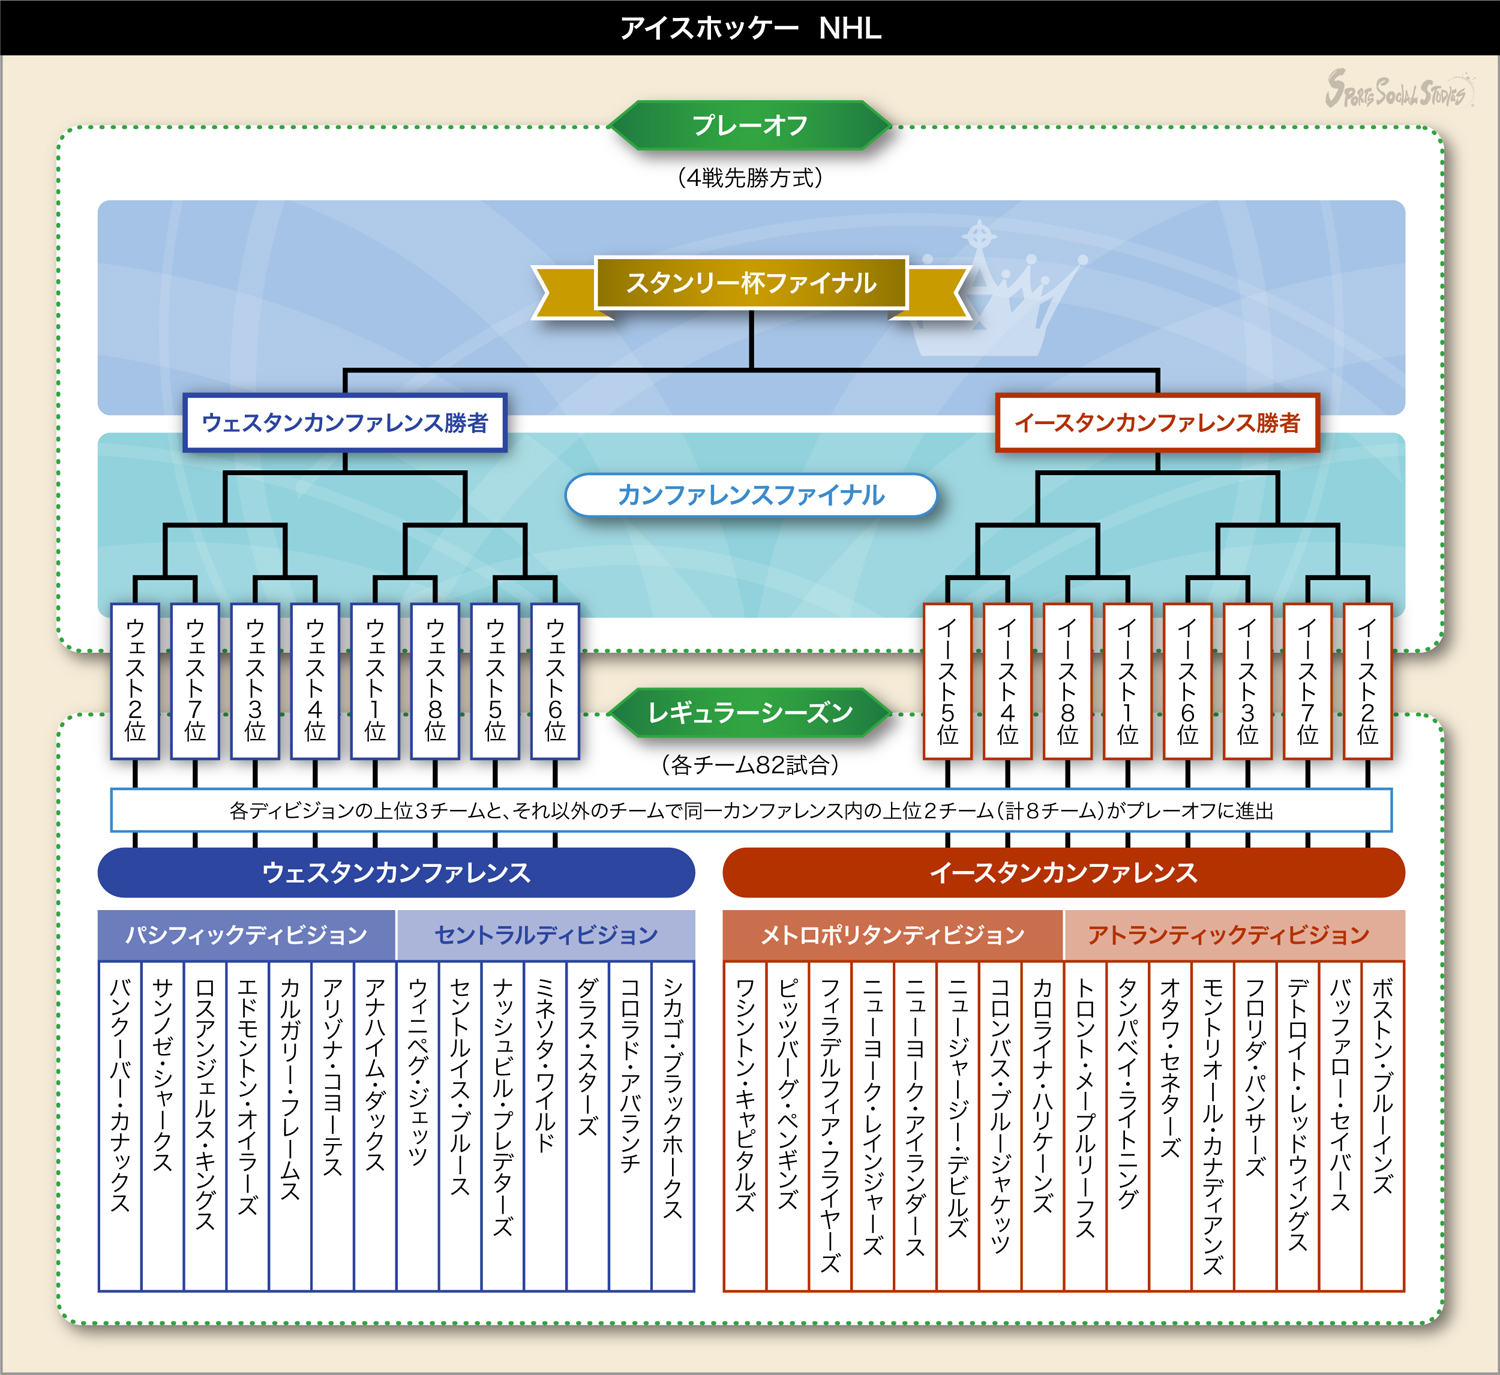 アイスホッケー NHL
SPORTS SOCIAL STUDIES
プレーオフ
（4戦先勝方式）
スタンリー杯ファイナル
ウェスタンカンファレンス勝者
イースタンカンファレンス勝者
カンファレンスファイナル
ウェスト2位
ウェスト7位
ウェスト3位
ウェスト4位
ウェスト1位
ウェスト8位
ウェスト5位
ウェスト6位
イースト5位
イースト4位
イースト8位
イースト1位
イースト6位
イースト3位
イースト7位
イースト2位
レギュラーシーズン
（各チーム82試合）
各ディビジョンの上位3チームと、それ以外のチームで同一カンファレンス内の上位2チーム（計8チーム）がプレーオフに進出
ウェスタンカンファレンス
イースタンカンファレンス
パシフィックディビジョン
セントラルディビジョン
メトロポリタンディビジョン
アトランティックディビジョン
バンクーバー・カナックス
サンノゼ・シャークス
ロスアンジェルス・キングス
エドモントン・オイラーズ
カルガリー・フレームス
アリゾナ・コヨーテス
アナハイム・ダックス
ウィニペグ・ジェッツ
セントルイス・ブルース
ナッシュビル・プレデターズ
ミネソタ・ワイルド
ダラス・スターズ
コロラド・アバランチ
シカゴ・ブラックホークス
ワシントン・キャピタルズ
ピッツバーグ・ペンギンズ
フィラデルフィア・フライヤーズ
ニューヨーク・レインジャーズ
ニューヨーク・アイランダース
ニュージャージー・デビルズ
コロンバス・ブルージャケッツ
カロライナ・ハリケーンズ
トロント・メープルリーフス
タンパベイ・ライトニング
オタワ・セネターズ
モントリオール・カナディアンズ
フロリダ・パンサーズ
デトロイト・レッドウィングス
バッファロー・セイバース
ボストン・ブルーインズ